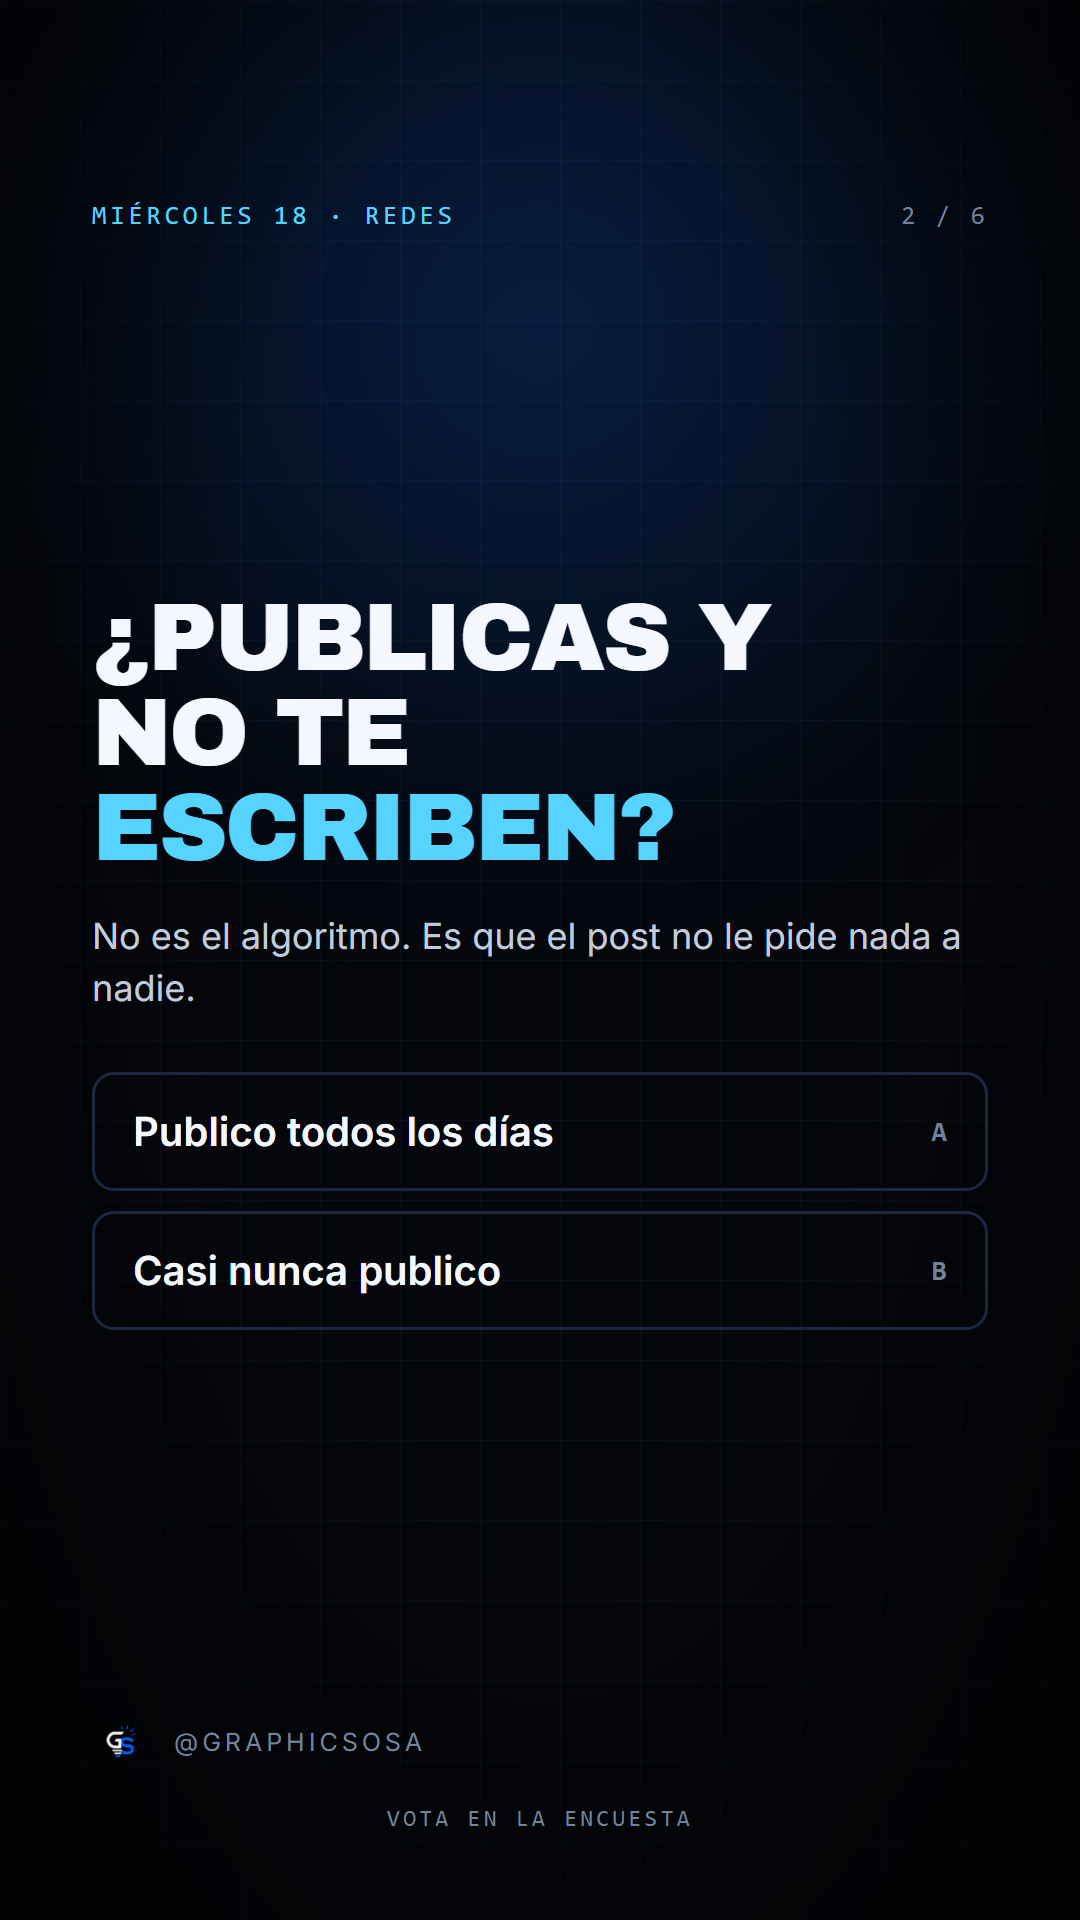 MIÉRCOLES 18 · REDES
2 / 6
¿PUBLICAS Y
NO TE
ESCRIBEN?
No es el algoritmo. Es que el post no le pide nada a
nadie.
Publico todos los días
A
Casi nunca publico
B
GS
@GRAPHICSOSA
VOTA EN LA ENCUESTA